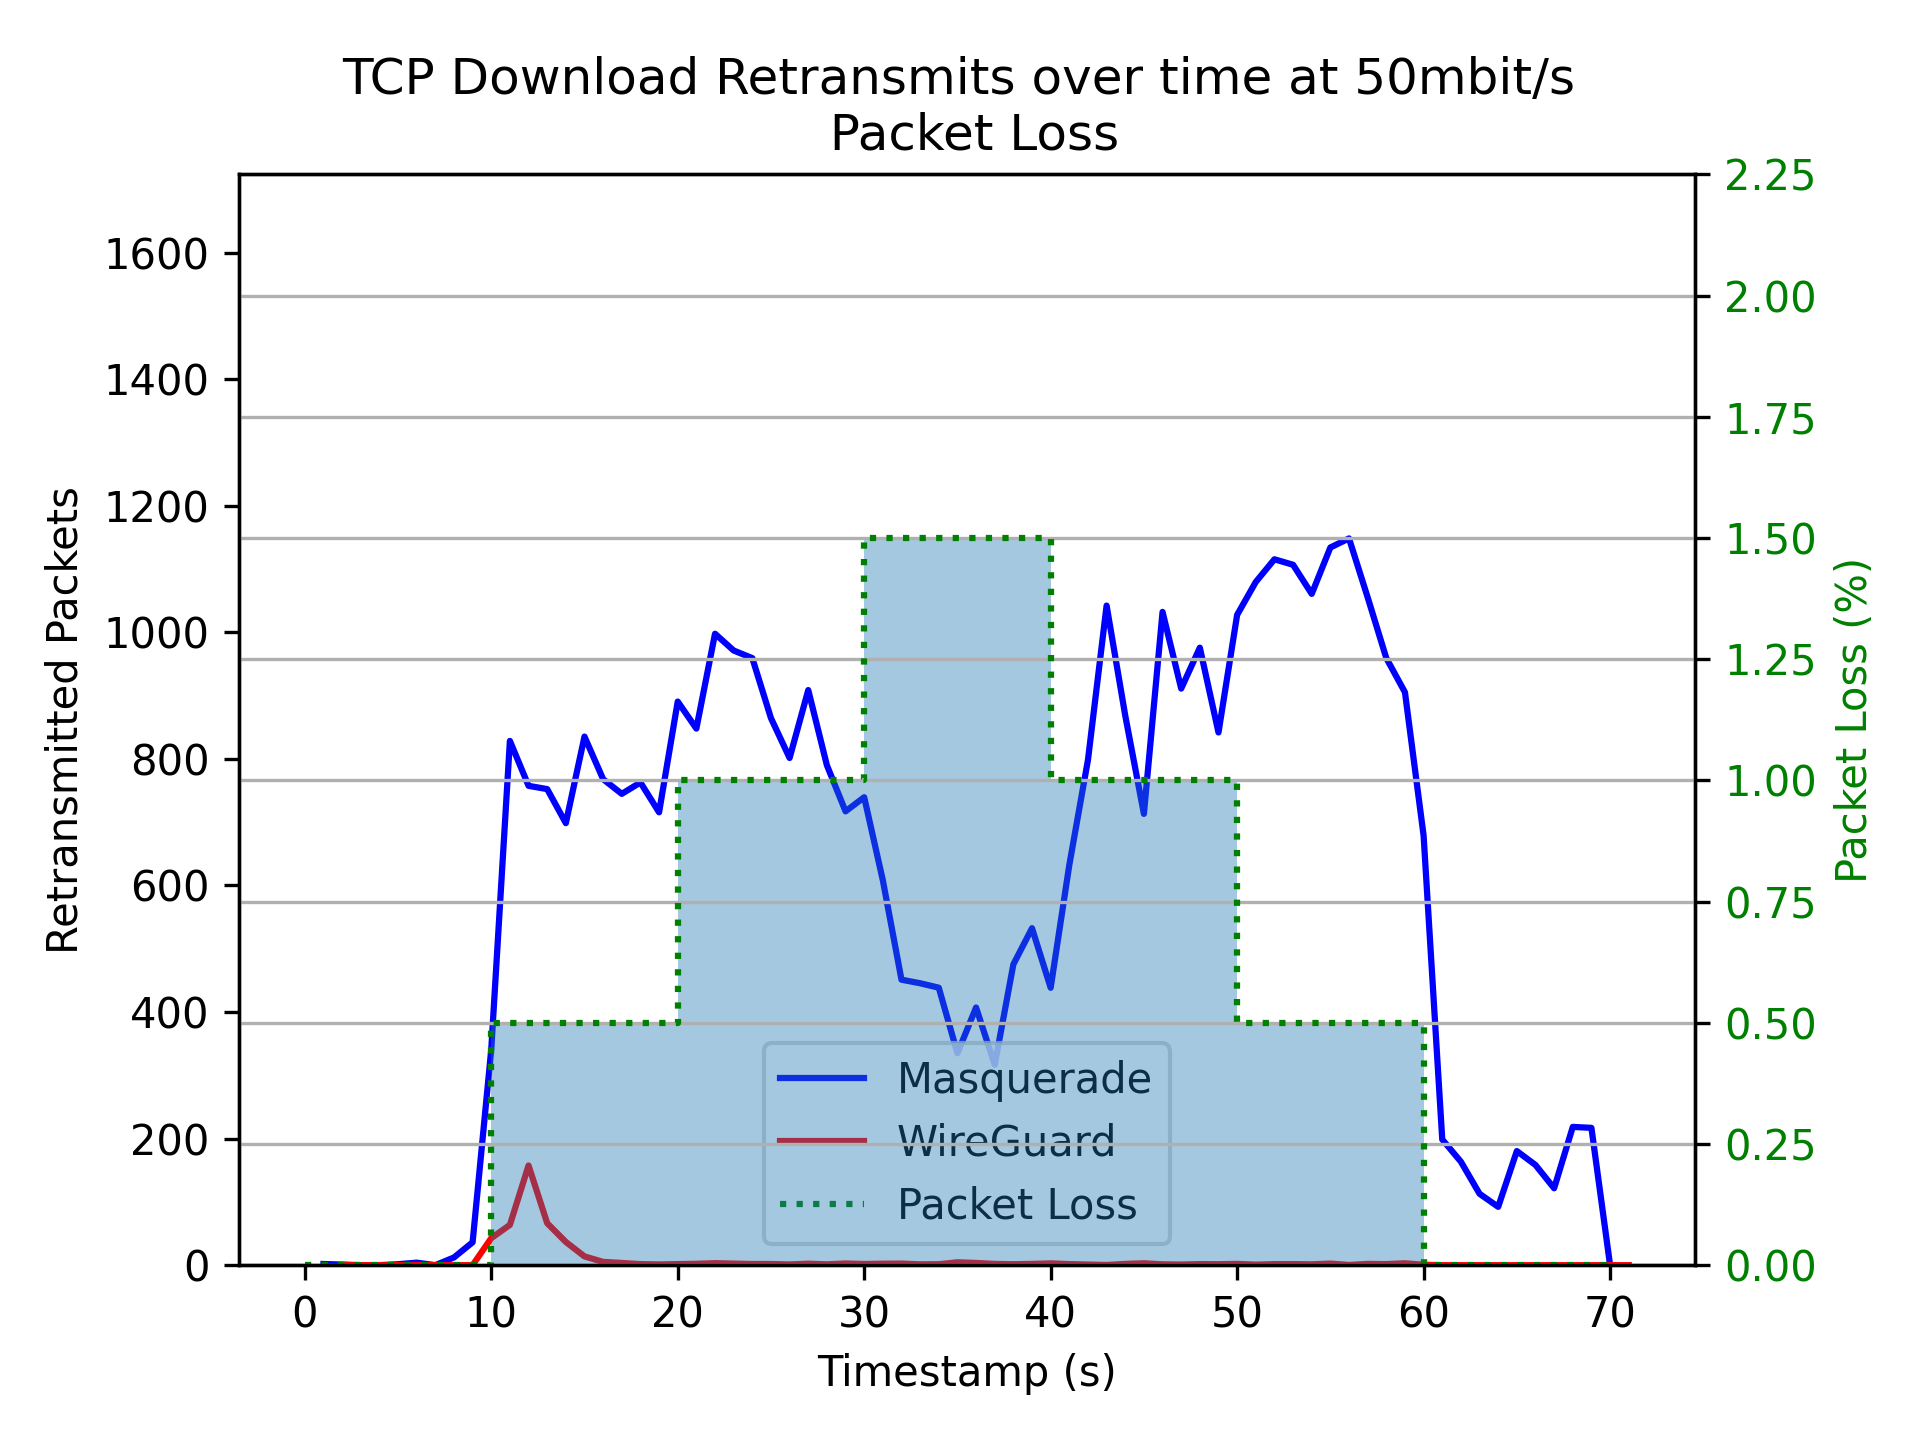 TCP Download Retransmits over time at 50mbit/s
Packet Loss
2.25
1600
2.00
1400
1.75
1200
1.50
1000
1.25
800
1.00
600
0.75
400
0.50
200
0.25
0
0.00
Retransmitted Packets
Packet Loss (%)
Masquerade
WireGuard
Packet Loss
0 10 20 30 40 50 60 70
Timestamp (s)